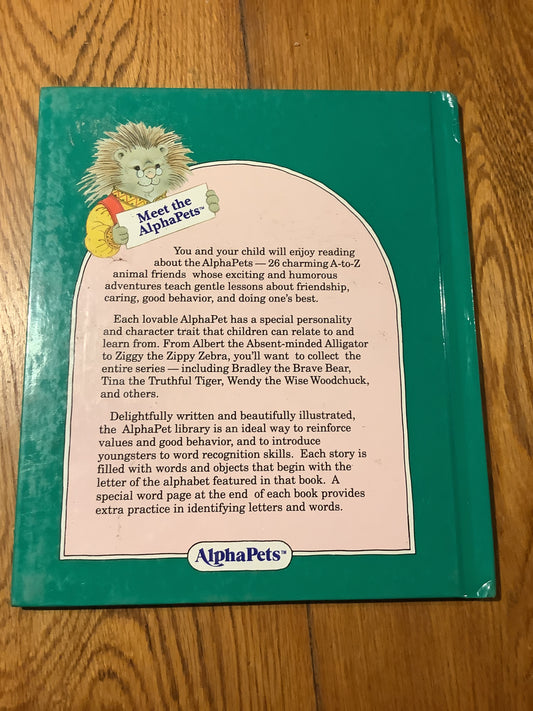 Meet the
AlphaPets™
You and your child will enjoy reading
about the AlphaPets — 26 charming A-to-Z
animal friends whose exciting and humorous
adventures teach gentle lessons about friendship,
caring, good behavior, and doing one's best.
Each lovable AlphaPet has a special personality
and character trait that children can relate to and
learn from. From Albert the Absent-minded Alligator
to Ziggy the Zippy Zebra, you'll want to collect the
entire series — including Bradley the Brave Bear,
Tina the Truthful Tiger, Wendy the Wise Woodchuck,
and others.
Delightfully written and beautifully illustrated,
the AlphaPet library is an ideal way to reinforce
values and good behavior, and to introduce
youngsters to word recognition skills. Each story is
filled with words and objects that begin with the
letter of the alphabet featured in that book. A
special word page at the end of each book provides
extra practice in identifying letters and words.
AlphaPets™